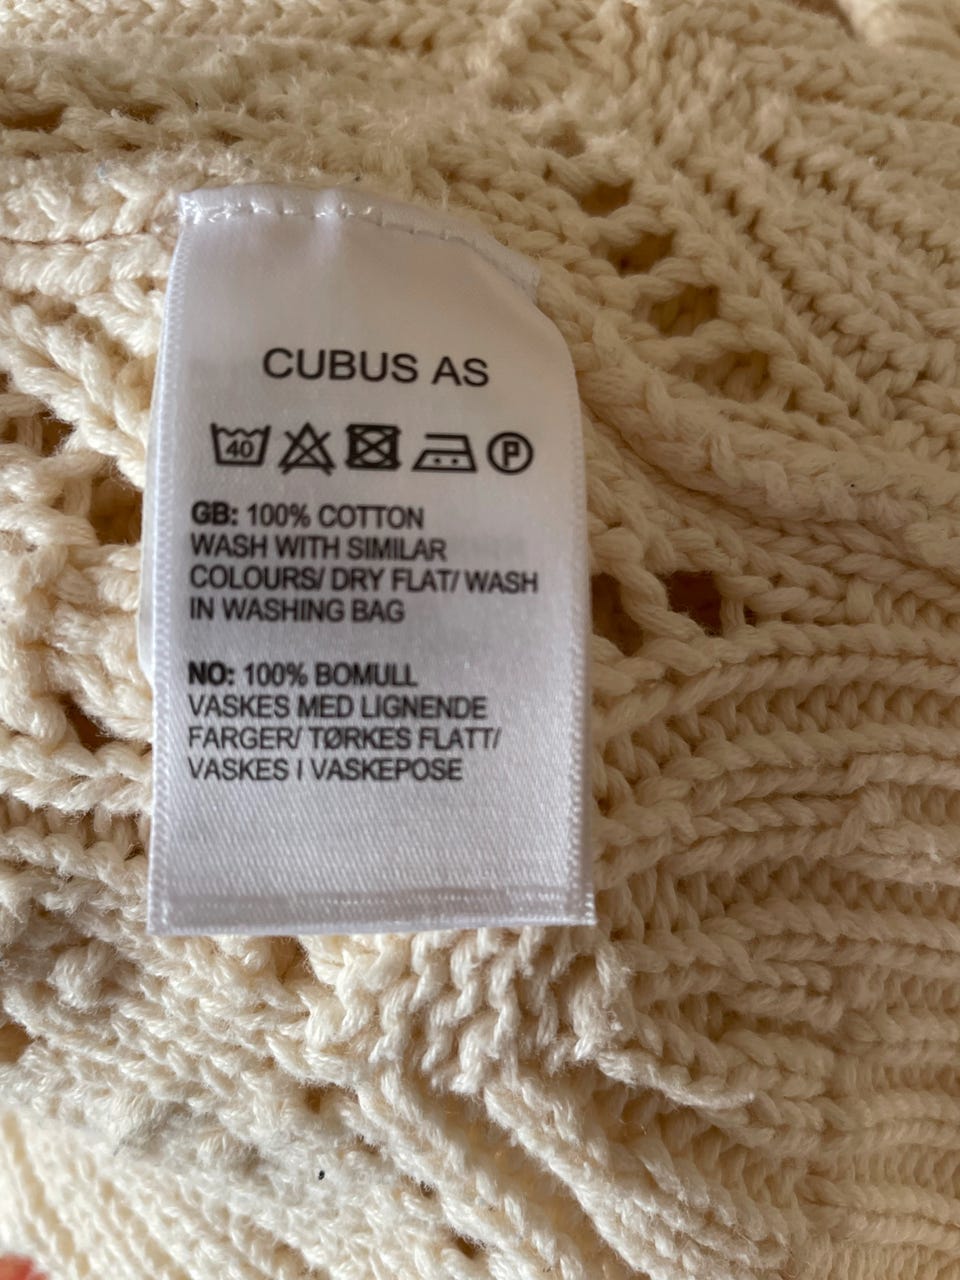 CUBUS AS
40 P
GB: 100% COTTON
WASH WITH SIMILAR
COLOURS/ DRY FLAT/ WASH
IN WASHING BAG
NO: 100% BOMULL
VASKES MED LIGNENDE
FARGER/ TØRKES FLATT/
VASKES I VASKEPOSE